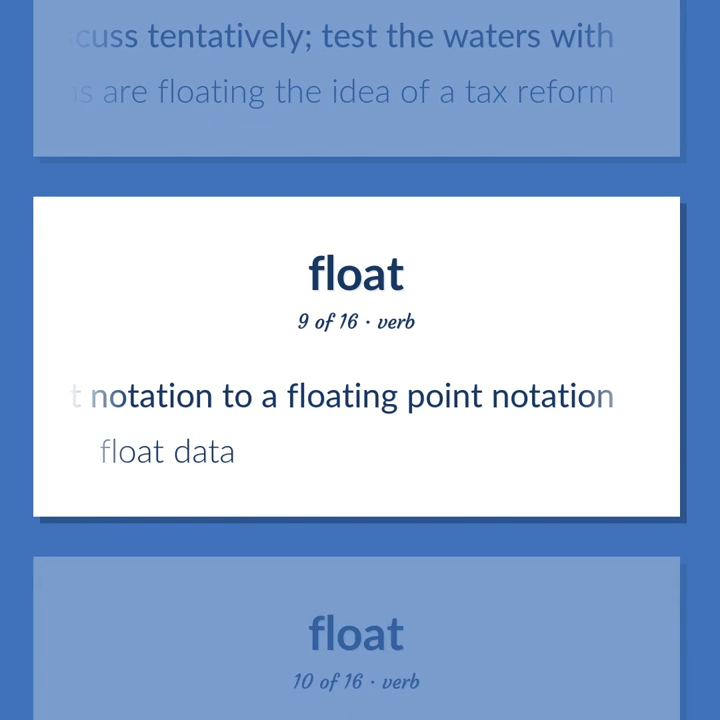 cuss tentatively; test the waters with
are floating the idea of a tax reform
float
9 of 16 · verb
t notation to a floating point notation
float data
float
10 of 16 · verb